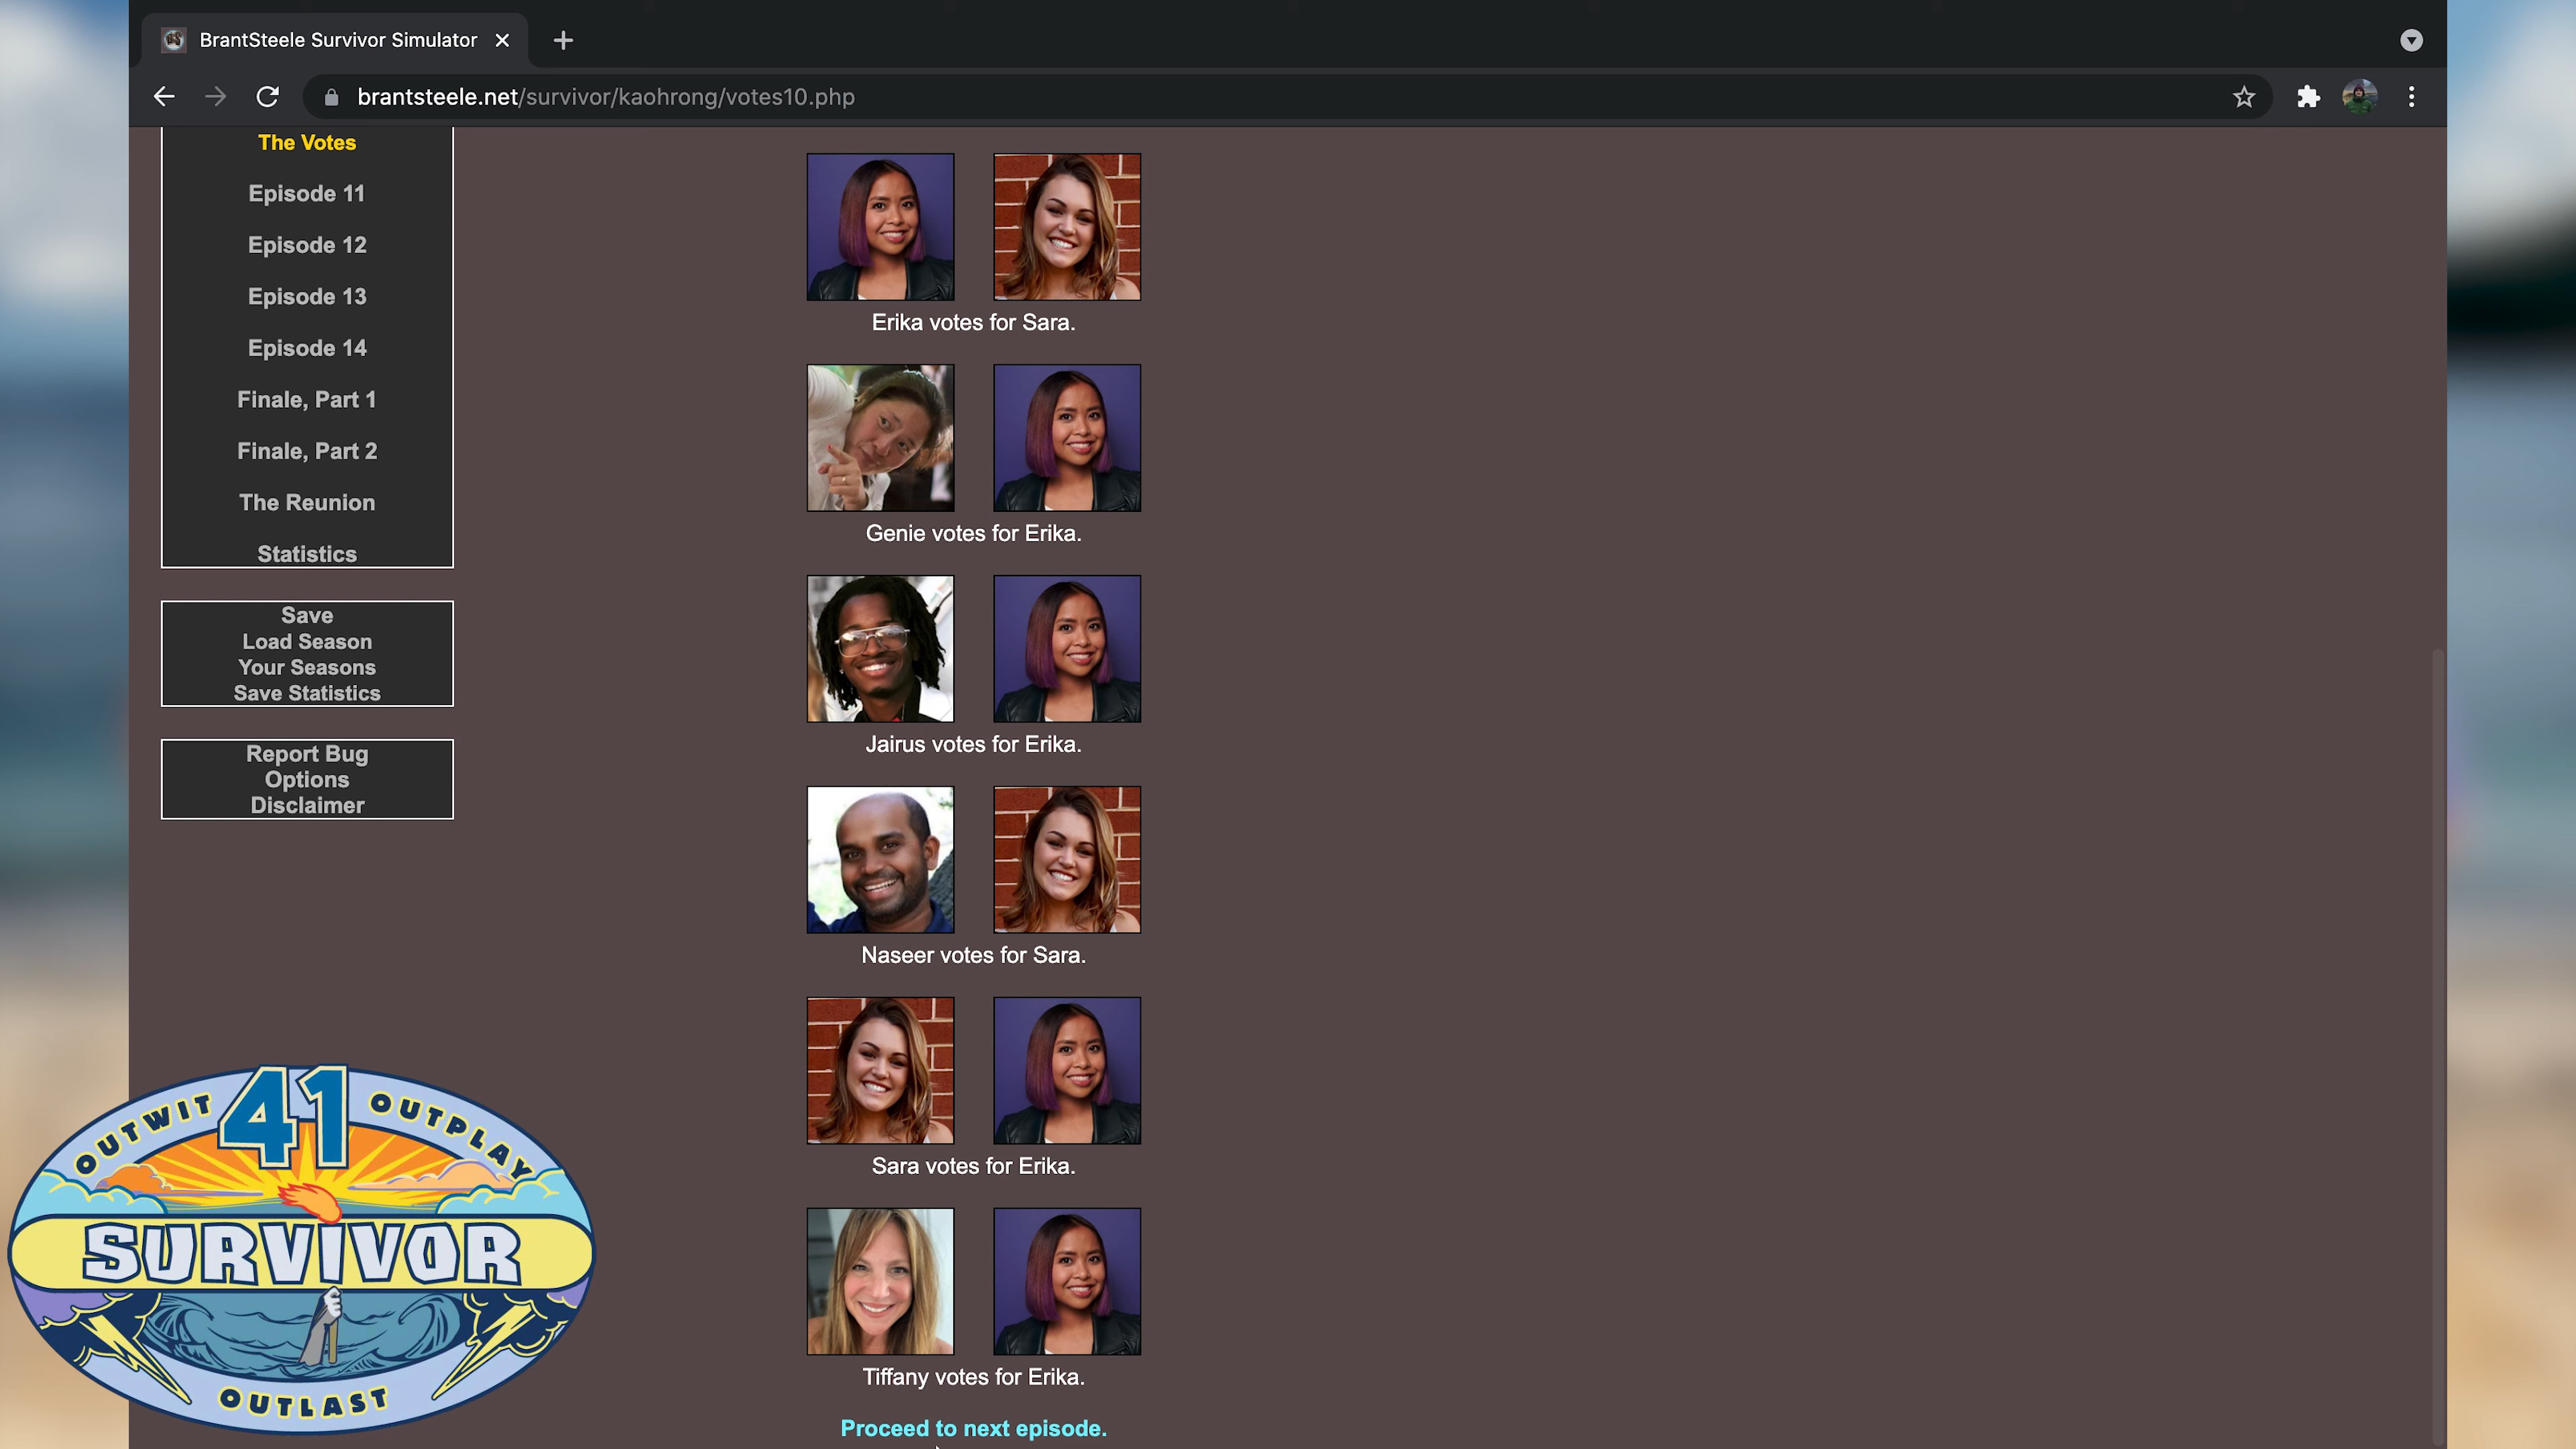 BrantSteele Survivor Simulator
brantsteele.net/survivor/kaohrong/votes10.php
The Votes
Episode 11
Episode 12
Episode 13
Episode 14
Finale, Part 1
Finale, Part 2
The Reunion
Statistics
Save
Load Season
Your Seasons
Save Statistics
Report Bug
Options
Disclaimer
Erika votes for Sara.
Genie votes for Erika.
Jairus votes for Erika.
Naseer votes for Sara.
Sara votes for Erika.
Tiffany votes for Erika.
Proceed to next episode.
OUTWIT 41 OUTPLAY
SURVIVOR
OUTLAST